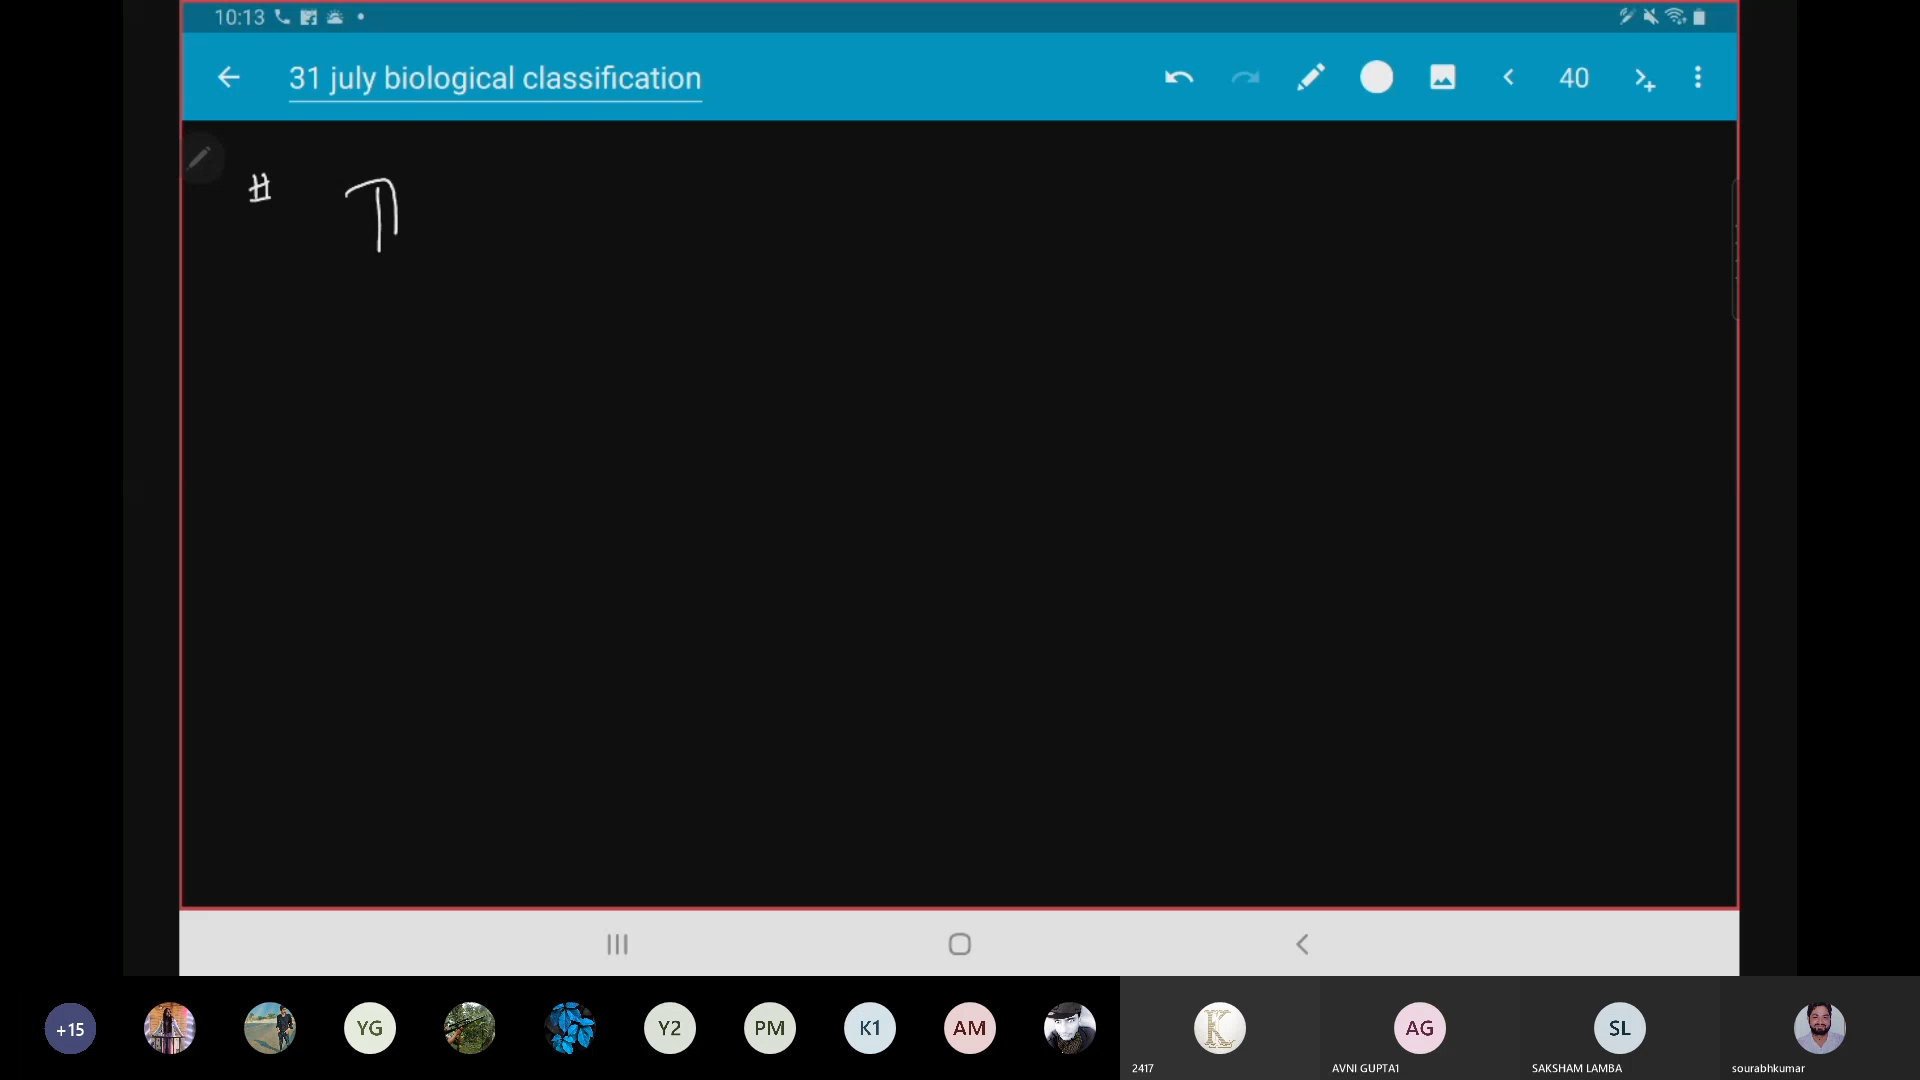 10:13
31 july biological classification
40
#
+15
YG
Y2
PM
K1
AM
K
AG
SL
2417
AVNI GUPTA1
SAKSHAM LAMBA
sourabhkumar